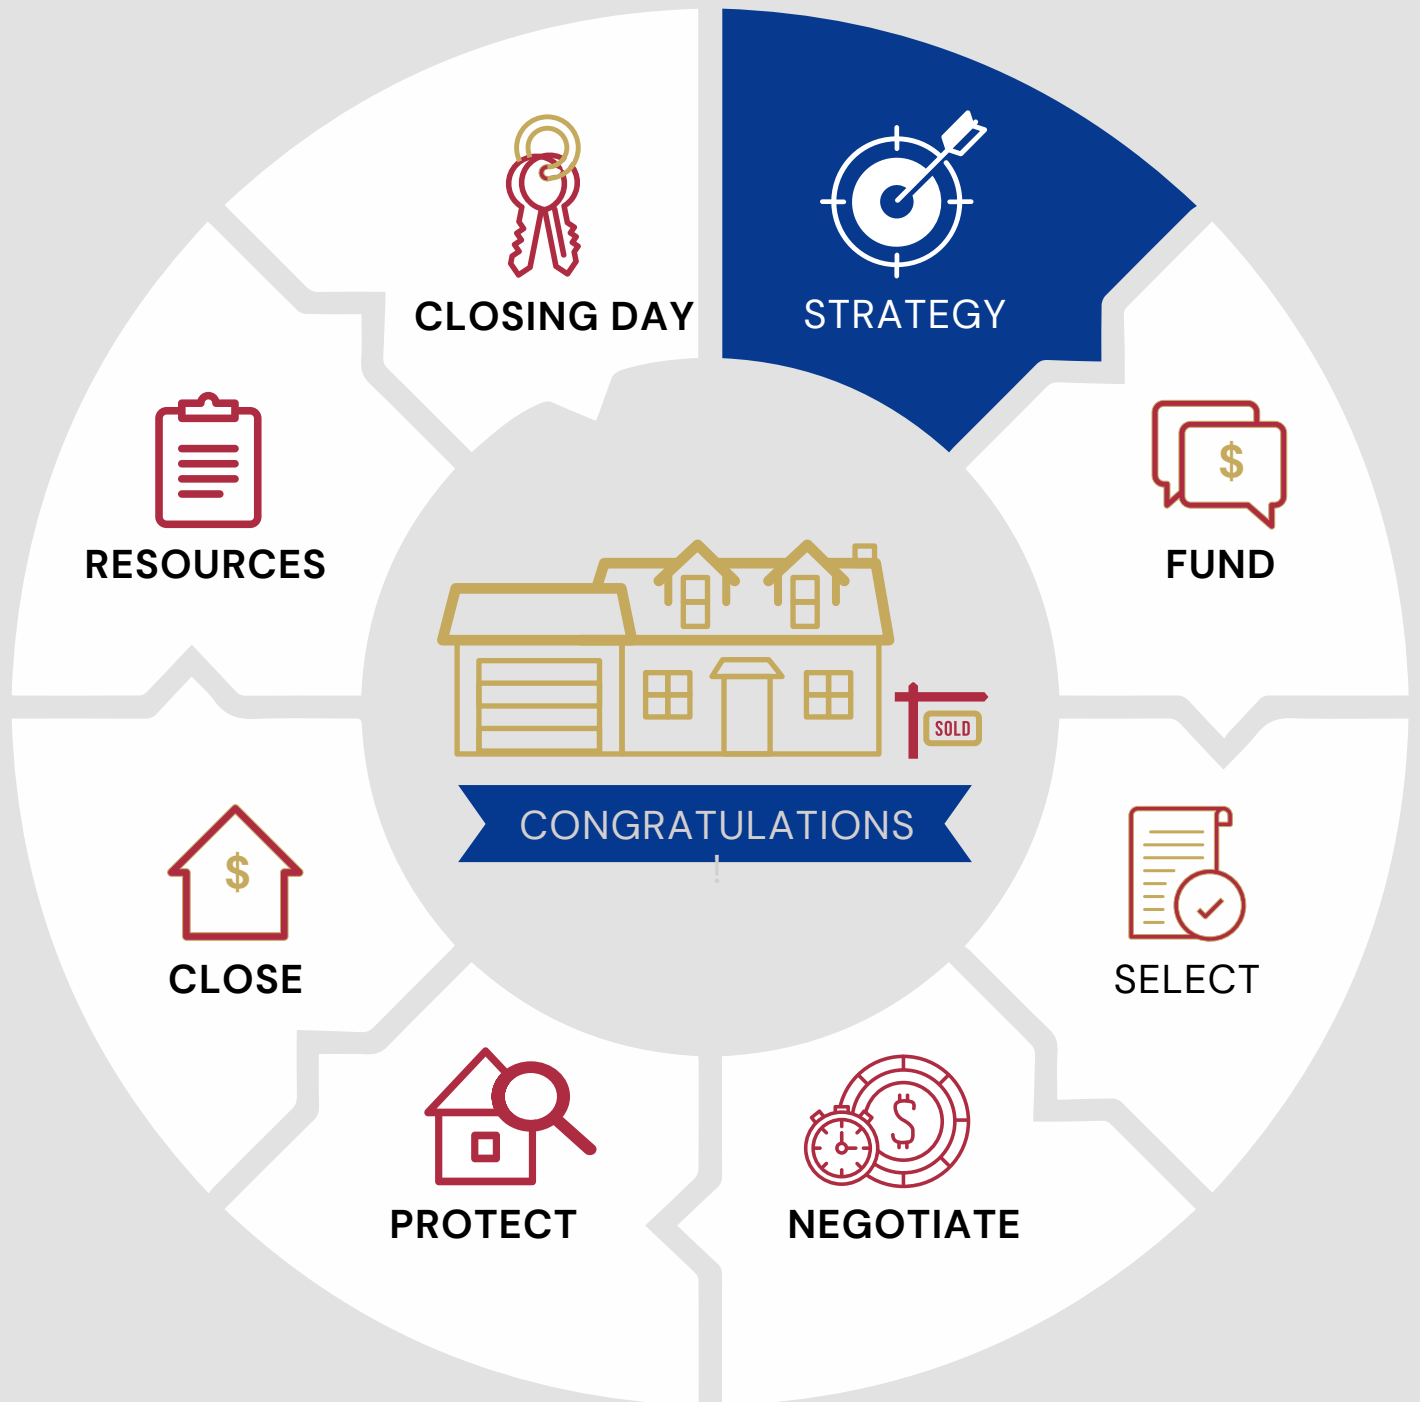 CLOSING DAY
STRATEGY
$
FUND
RESOURCES
SOLD
CONGRATULATIONS
!
$
CLOSE
SELECT
$
PROTECT
NEGOTIATE